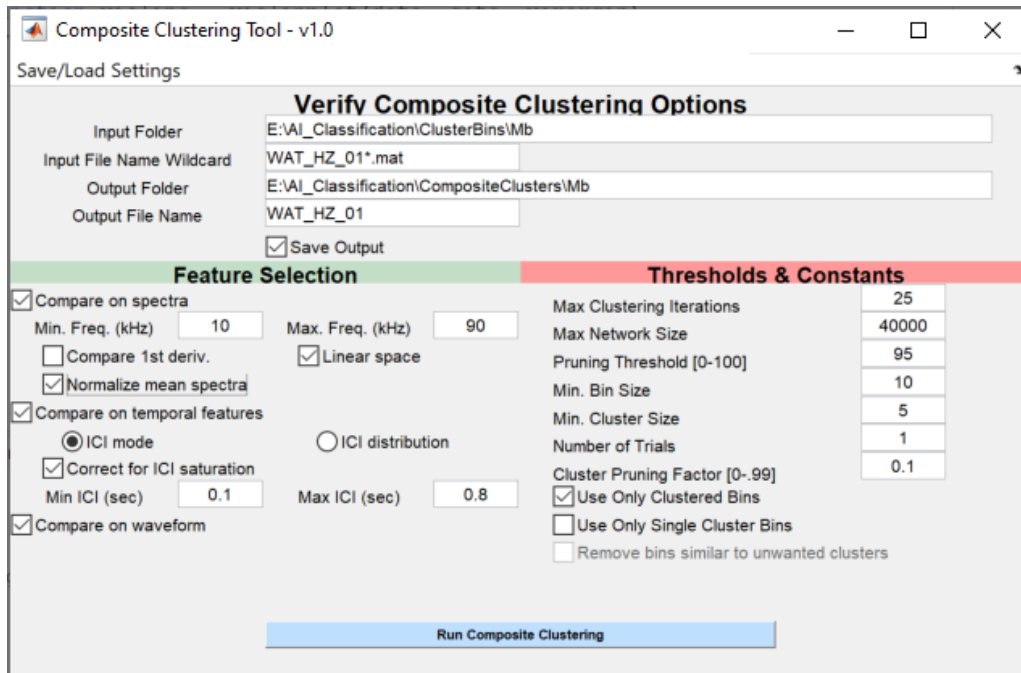 Composite Clustering Tool - v1.0
Save/Load Settings
Verify Composite Clustering Options
Input Folder E:\AI_Classification\ClusterBins\Mb
Input File Name Wildcard WAT_HZ_01*.mat
Output Folder E:\AI_Classification\CompositeClusters\Mb
Output File Name WAT_HZ_01
Save Output
Feature Selection
Compare on spectra
Min. Freq. (kHz) 10 Max. Freq. (kHz) 90
Compare 1st deriv. Linear space
Normalize mean spectra
Compare on temporal features
ICI mode ICI distribution
Correct for ICI saturation
Min ICI (sec) 0.1 Max ICI (sec) 0.8
Compare on waveform
Thresholds & Constants
Max Clustering Iterations 25
Max Network Size 40000
Pruning Threshold [0-100] 95
Min. Bin Size 10
Min. Cluster Size 5
Number of Trials 1
Cluster Pruning Factor [0-.99] 0.1
Use Only Clustered Bins
Use Only Single Cluster Bins
Remove bins similar to unwanted clusters
Run Composite Clustering